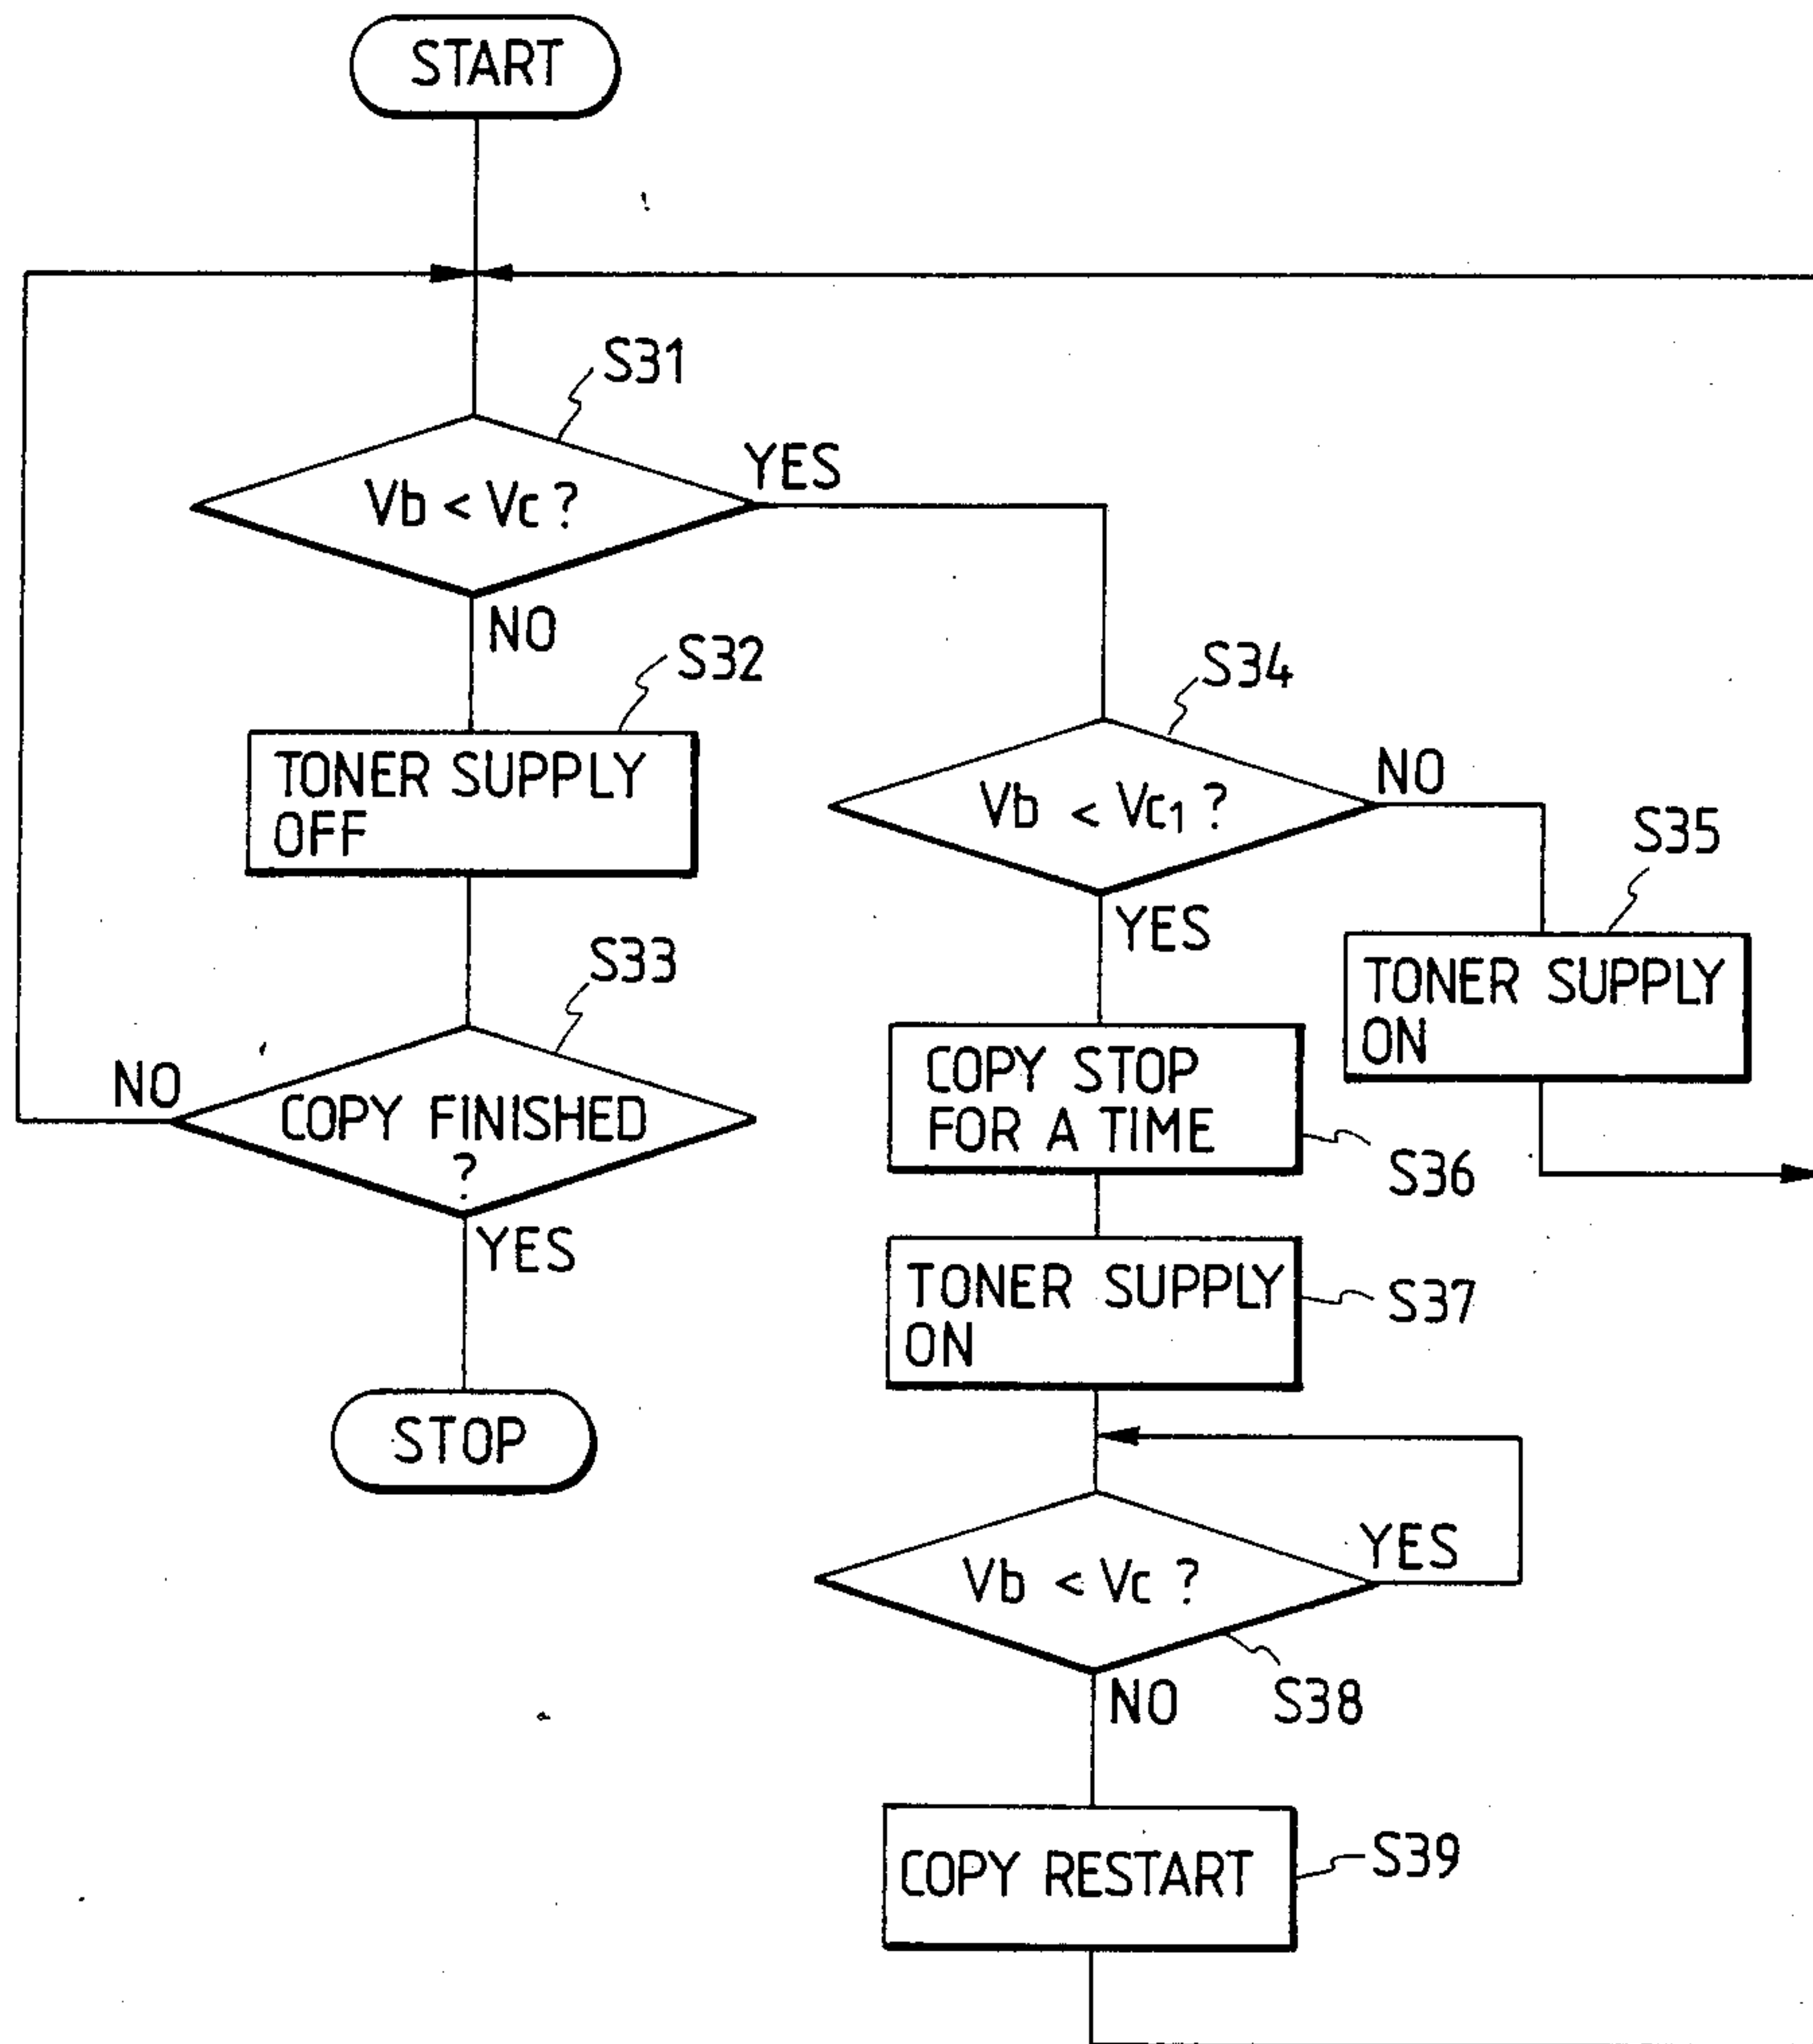 START
S31
Vb < Vc ?
YES
NO
S32
TONER SUPPLY
OFF
S33
COPY FINISHED
?
NO
YES
STOP
S34
Vb < Vc1 ?
NO
YES
S35
TONER SUPPLY
ON
COPY STOP
FOR A TIME
S36
TONER SUPPLY
ON
S37
Vb < Vc ?
YES
NO
S38
COPY RESTART
S39